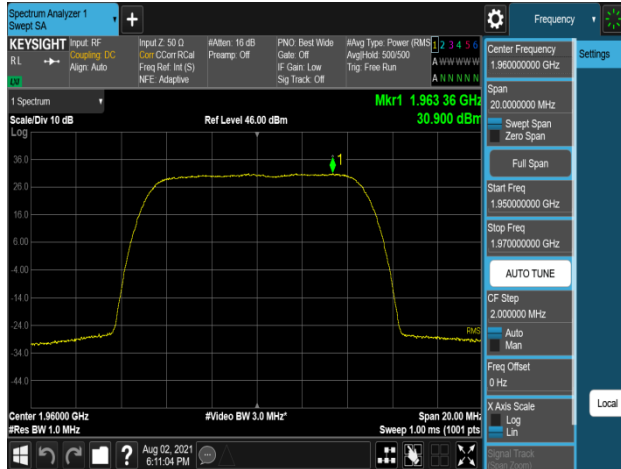 Spectrum Analyzer 1
Swept SA
Frequency
KEYSIGHT
Input: RF
Coupling: DC
Align: Auto
Input Z: 50 Ω
Corr CCorr RCal
Freq Ref: Int (S)
NFE: Adaptive
#Atten: 16 dB
Preamp: Off
PNO: Best Wide
Gate: Off
IF Gain: Low
Sig Track: Off
#Avg Type: Power (RMS
Avg|Hold: 500/500
Trig: Free Run
1 2 3 4 5 6
A W W W W W
A N N N N N
R L
1 Spectrum
Mkr1 1.963 36 GHz
30.900 dBm
Scale/Div 10 dB
Ref Level 46.00 dBm
Log
1
36.0
26.0
16.0
6.00
-4.00
-14.0
-24.0
RMS
-34.0
-44.0
Center 1.96000 GHz
#Video BW 3.0 MHz*
Span 20.00 MHz
#Res BW 1.0 MHz
Sweep 1.00 ms (1001 pts
Aug 02, 2021
6:11:04 PM
?
Center Frequency
1.960000000 GHz
Settings
Span
20.0000000 MHz
Swept Span
Zero Span
Full Span
Start Freq
1.950000000 GHz
Stop Freq
1.970000000 GHz
AUTO TUNE
CF Step
2.000000 MHz
Auto
Man
Freq Offset
0 Hz
Local
X Axis Scale
Log
Lin
Signal Track
(Span Zoom)